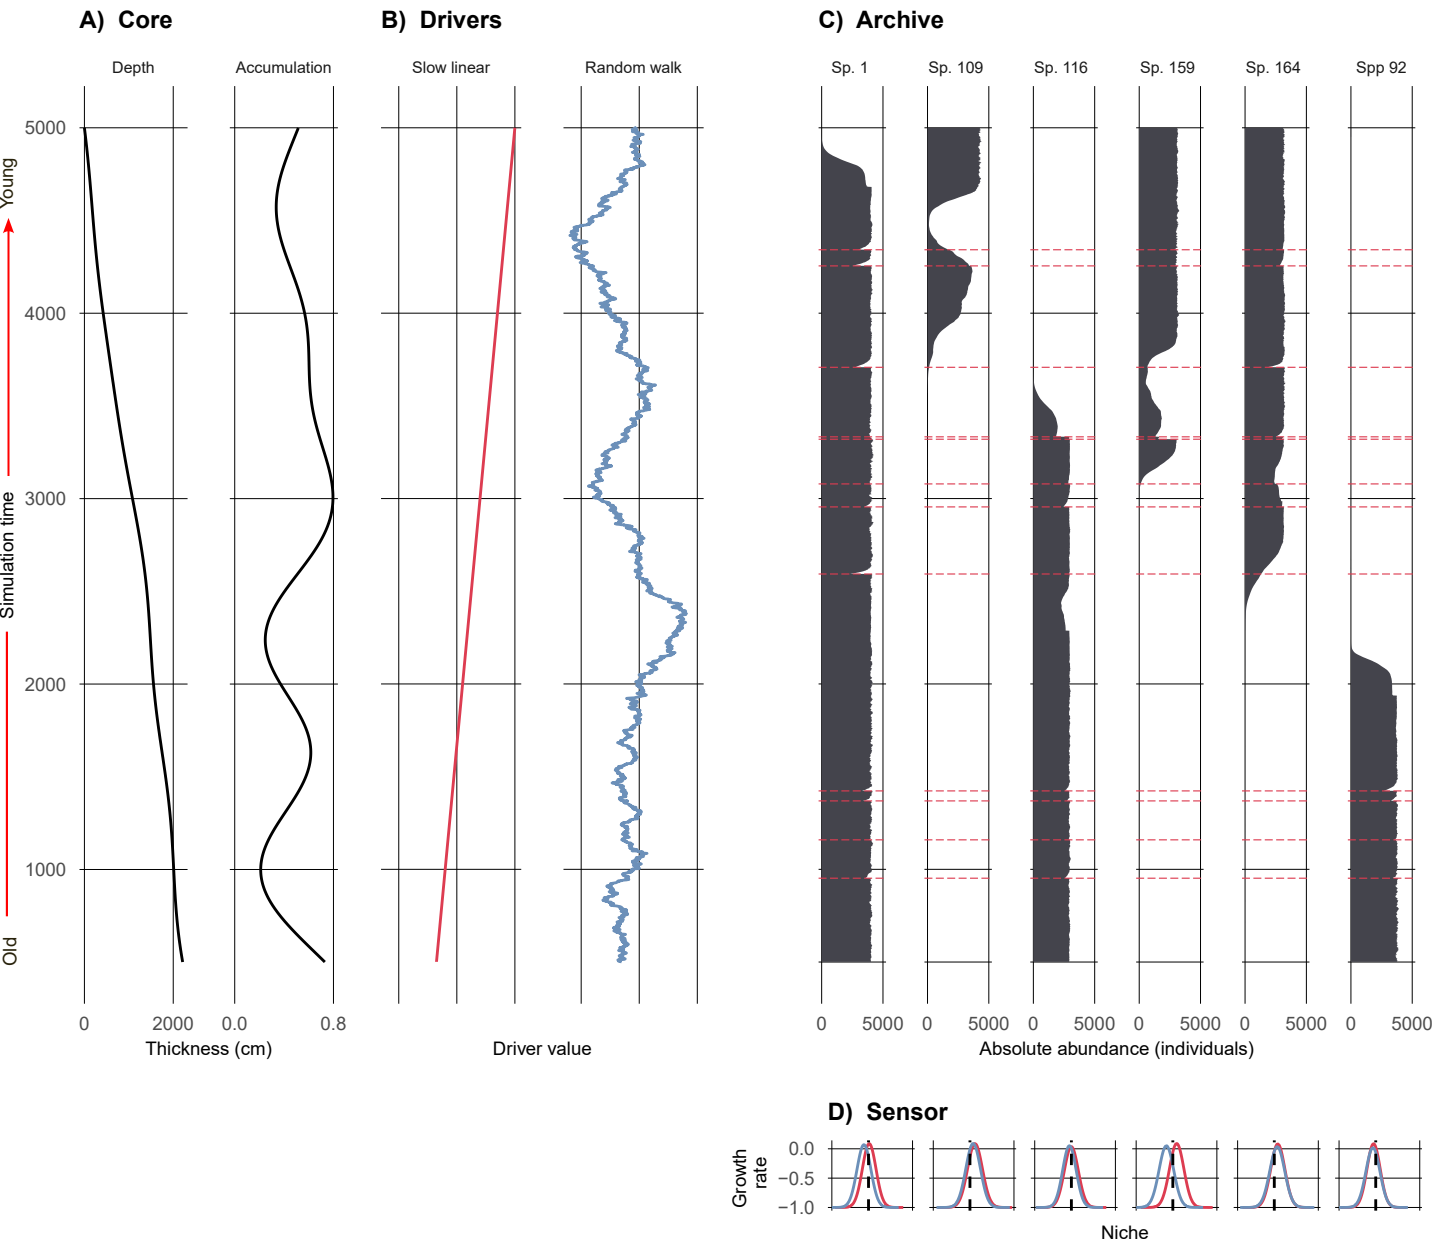 A) Core
B) Drivers
C) Archive
Depth
Accumulation
Slow linear
Random walk
Sp. 1
Sp. 109
Sp. 116
Sp. 159
Sp. 164
Spp 92
5000
4000
3000
2000
1000
Young
Simulation time
Old
0
2000
0.0
0.8
0
5000
0
5000
0
5000
0
5000
0
5000
0
5000
Thickness (cm)
Driver value
Absolute abundance (individuals)
D) Sensor
Growth
rate
0.0
−0.5
−1.0
Niche